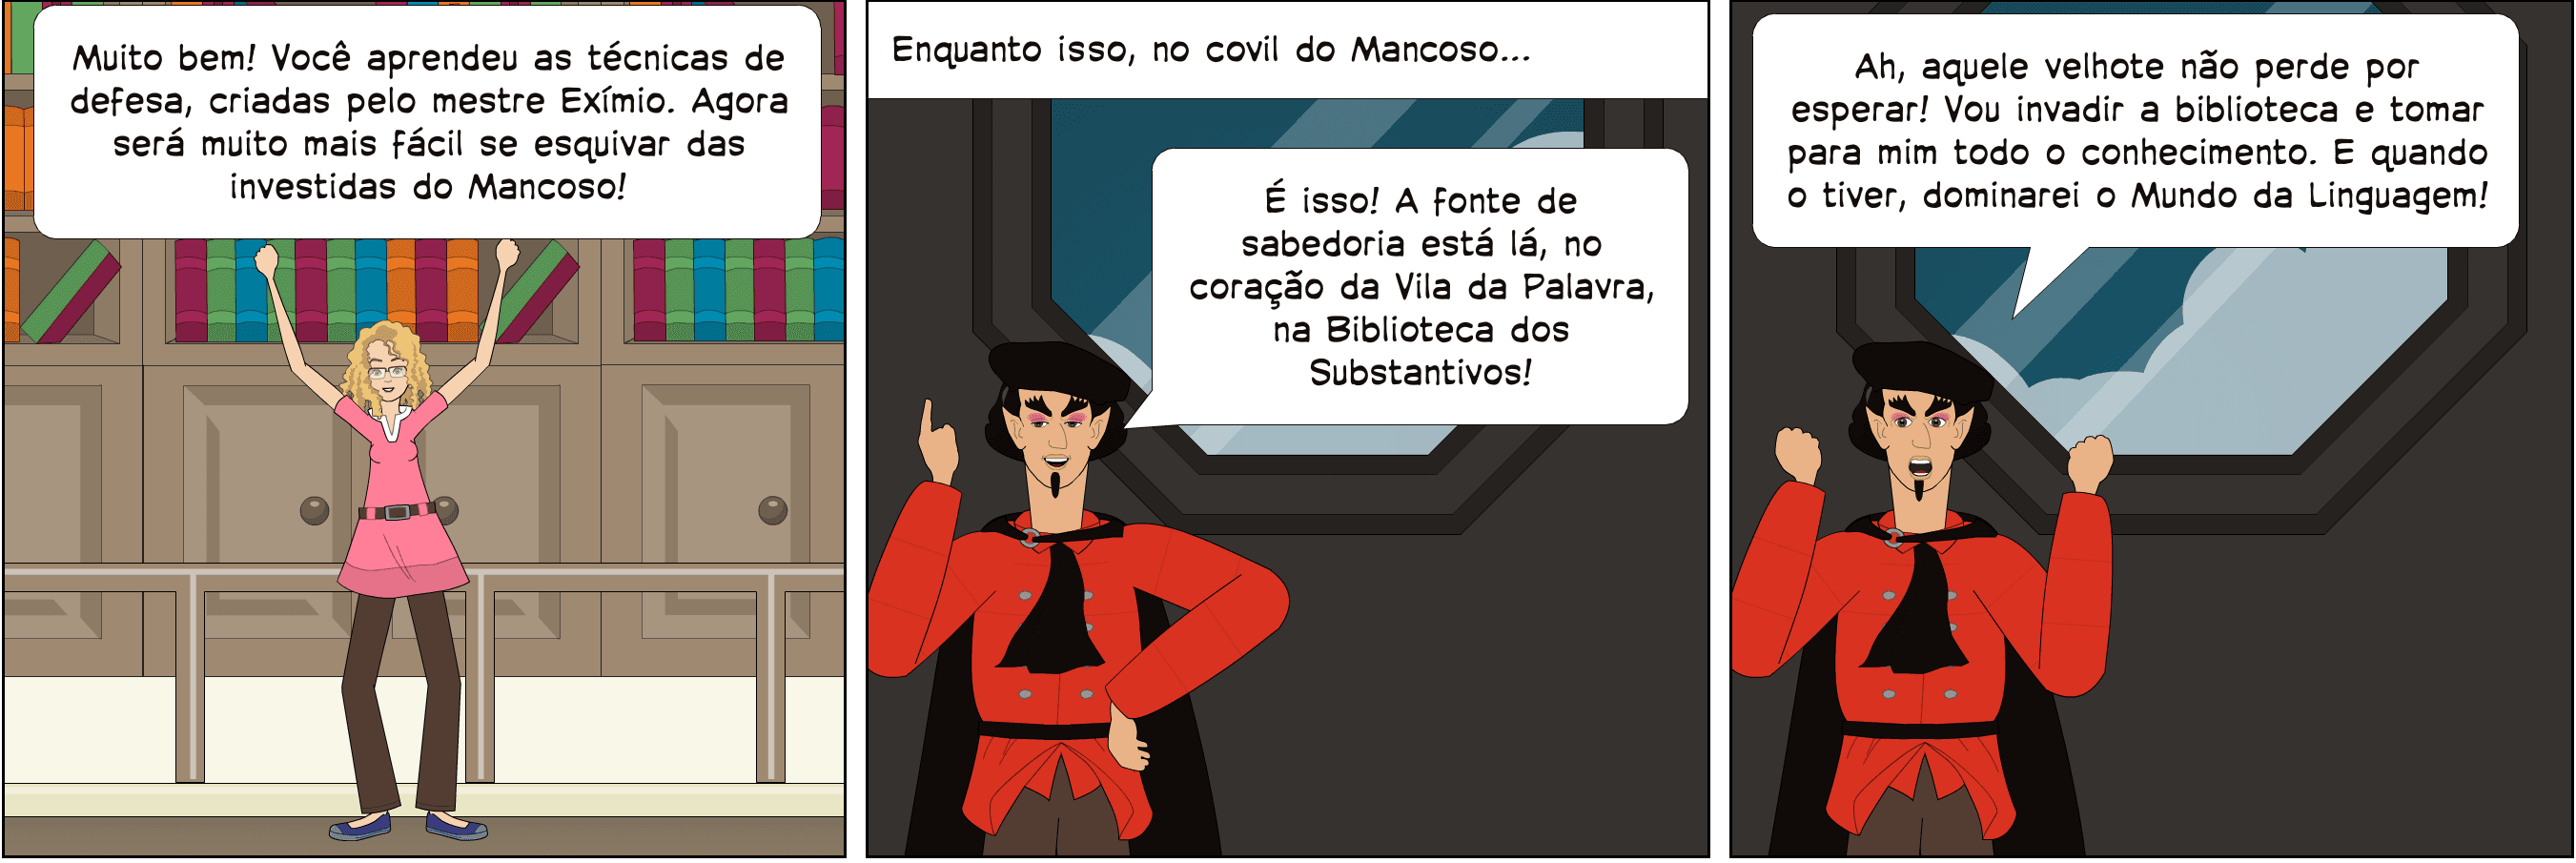 Muito bem! Você aprendeu as técnicas de
defesa, criadas pelo mestre Exímio. Agora
será muito mais fácil se esquivar das
investidas do Mancoso!
Enquanto isso, no covil do Mancoso...
É isso! A fonte de
sabedoria está lá, no
coração da Vila da Palavra,
na Biblioteca dos
Substantivos!
Ah, aquele velhote não perde por
esperar! Vou invadir a biblioteca e tomar
para mim todo o conhecimento. E quando
o tiver, dominarei o Mundo da Linguagem!